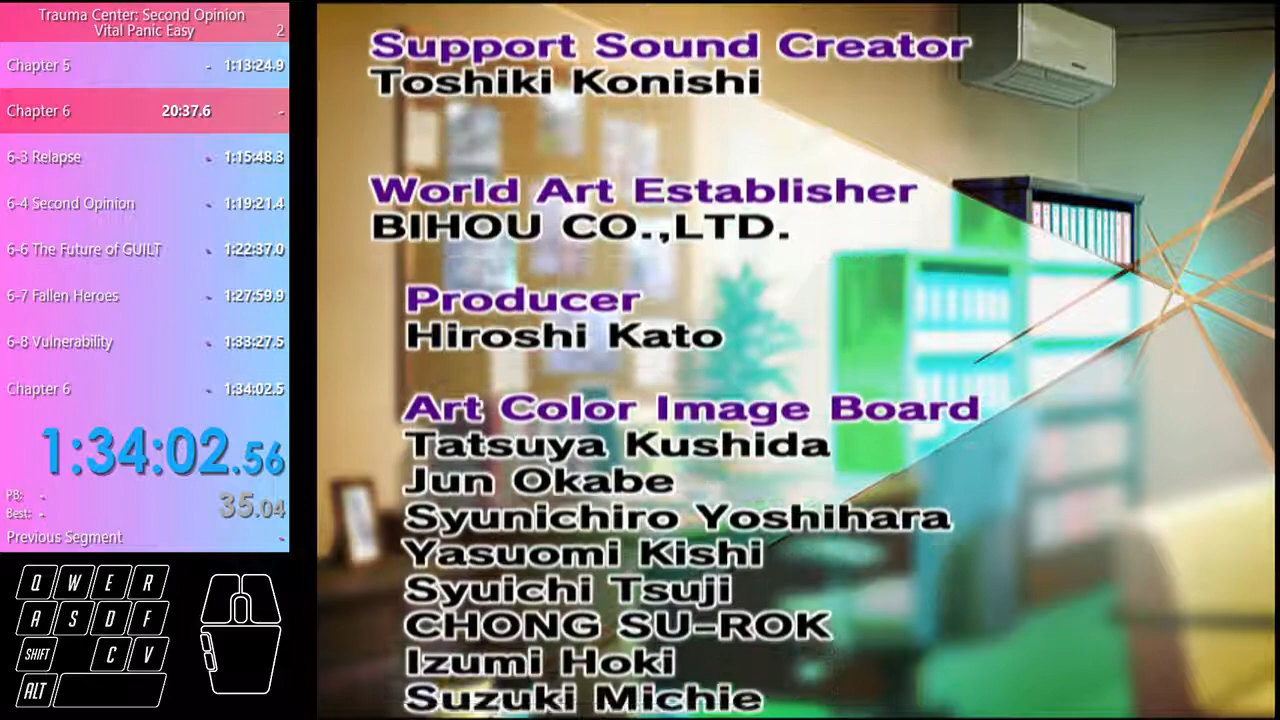 Trauma Center: Second Opinion
Vital Panic Easy 2
Chapter 5 - 1:13:24.9
Chapter 6 20:37.6 -
6-3 Relapse - 1:15:48.3
6-4 Second Opinion - 1:19:21.4
6-6 The Future of GUILT - 1:22:37.0
6-7 Fallen Heroes - 1:27:59.9
6-8 Vulnerability - 1:33:27.5
Chapter 6 - 1:34:02.5
1:34:02.56
PB: - 35.04
Best: -
Previous Segment -
Q W E R
A S D F
SHIFT C V
ALT
Support Sound Creator
Toshiki Konishi
World Art Establisher
BIHOU CO.,LTD.
Producer
Hiroshi Kato
Art Color Image Board
Tatsuya Kushida
Jun Okabe
Syunichiro Yoshihara
Yasuomi Kishi
Syuichi Tsuji
CHONG SU-ROK
Izumi Hoki
Suzuki Michie